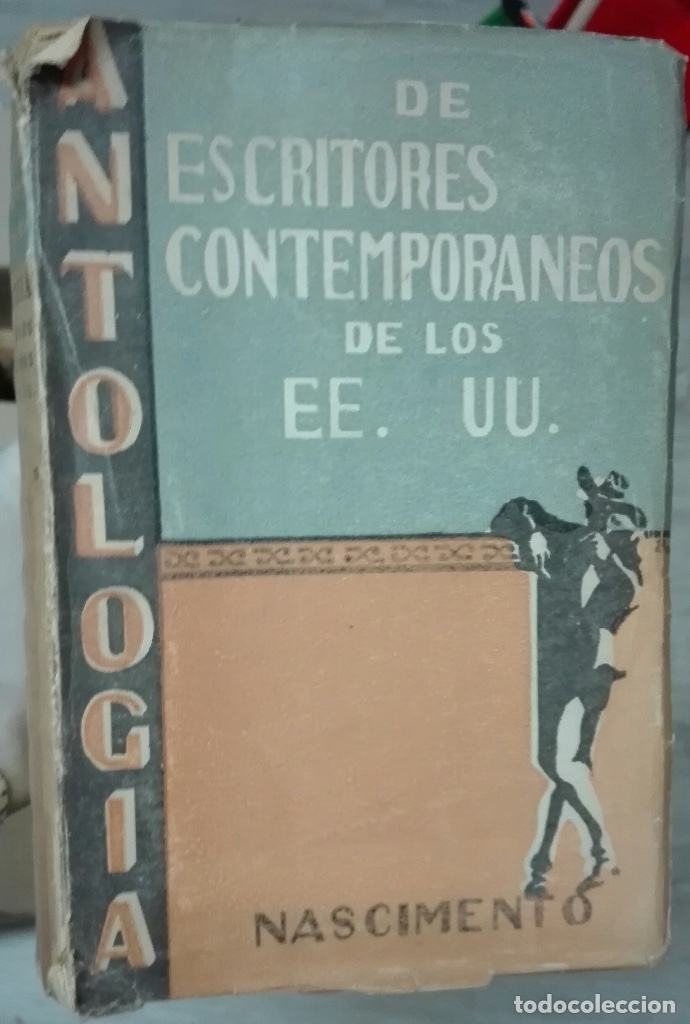 ANTOLOGIA
DE
ESCRITORES
CONTEMPORANEOS
DE LOS
EE. UU.
NASCIMENTO
todocoleccion